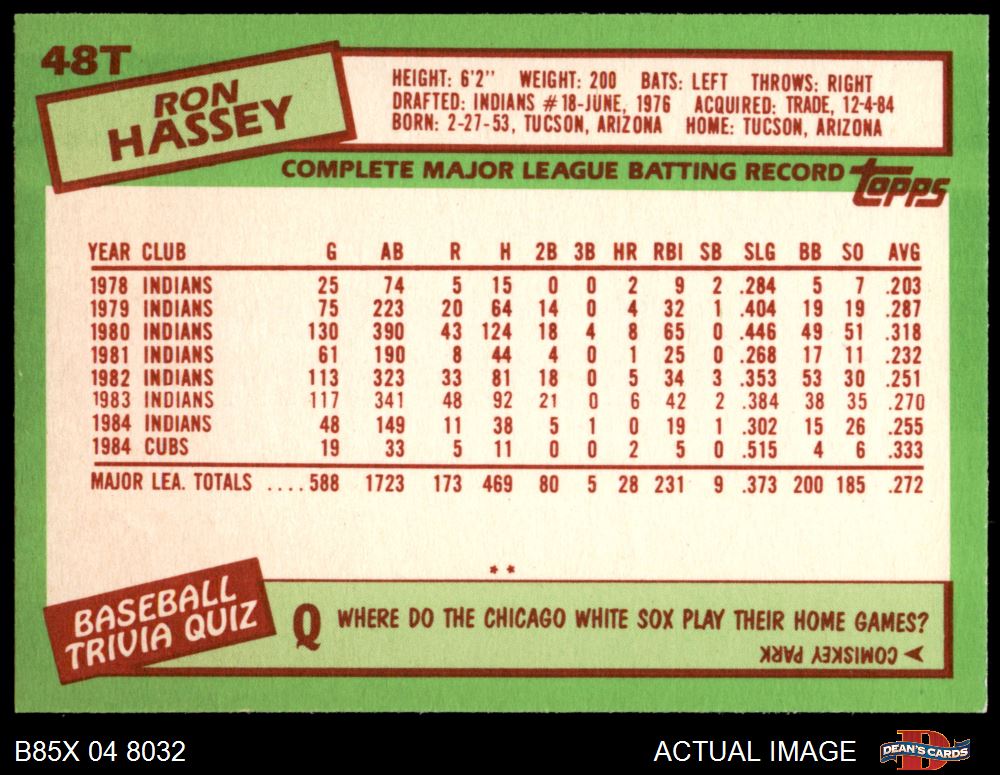 48T
RON
HASSEY
HEIGHT: 6'2'' WEIGHT: 200 BATS: LEFT THROWS: RIGHT
DRAFTED: INDIANS #18-JUNE, 1976 ACQUIRED: TRADE, 12-4-84
BORN: 2-27-53, TUCSON, ARIZONA HOME: TUCSON, ARIZONA
COMPLETE MAJOR LEAGUE BATTING RECORD topps
YEAR CLUB G AB R H 2B 3B HR RBI SB SLG BB SO AVG
1978 INDIANS 25 74 5 15 0 0 2 9 2 .284 5 7 .203
1979 INDIANS 75 223 20 64 14 0 4 32 1 .404 19 19 .287
1980 INDIANS 130 390 43 124 18 4 8 65 0 .446 49 51 .318
1981 INDIANS 61 190 8 44 4 0 1 25 0 .268 17 11 .232
1982 INDIANS 113 323 33 81 18 0 5 34 3 .353 53 30 .251
1983 INDIANS 117 341 48 92 21 0 6 42 2 .384 38 35 .270
1984 INDIANS 48 149 11 38 5 1 0 19 1 .302 15 26 .255
1984 CUBS 19 33 5 11 0 0 2 5 0 .515 4 6 .333
MAJOR LEA. TOTALS ....588 1723 173 469 80 5 28 231 9 .373 200 185 .272
**
BASEBALL
TRIVIA QUIZ
Q WHERE DO THE CHICAGO WHITE SOX PLAY THEIR HOME GAMES?
COMISKEY PARK
B85X 04 8032 ACTUAL IMAGE DEAN'S CARDS